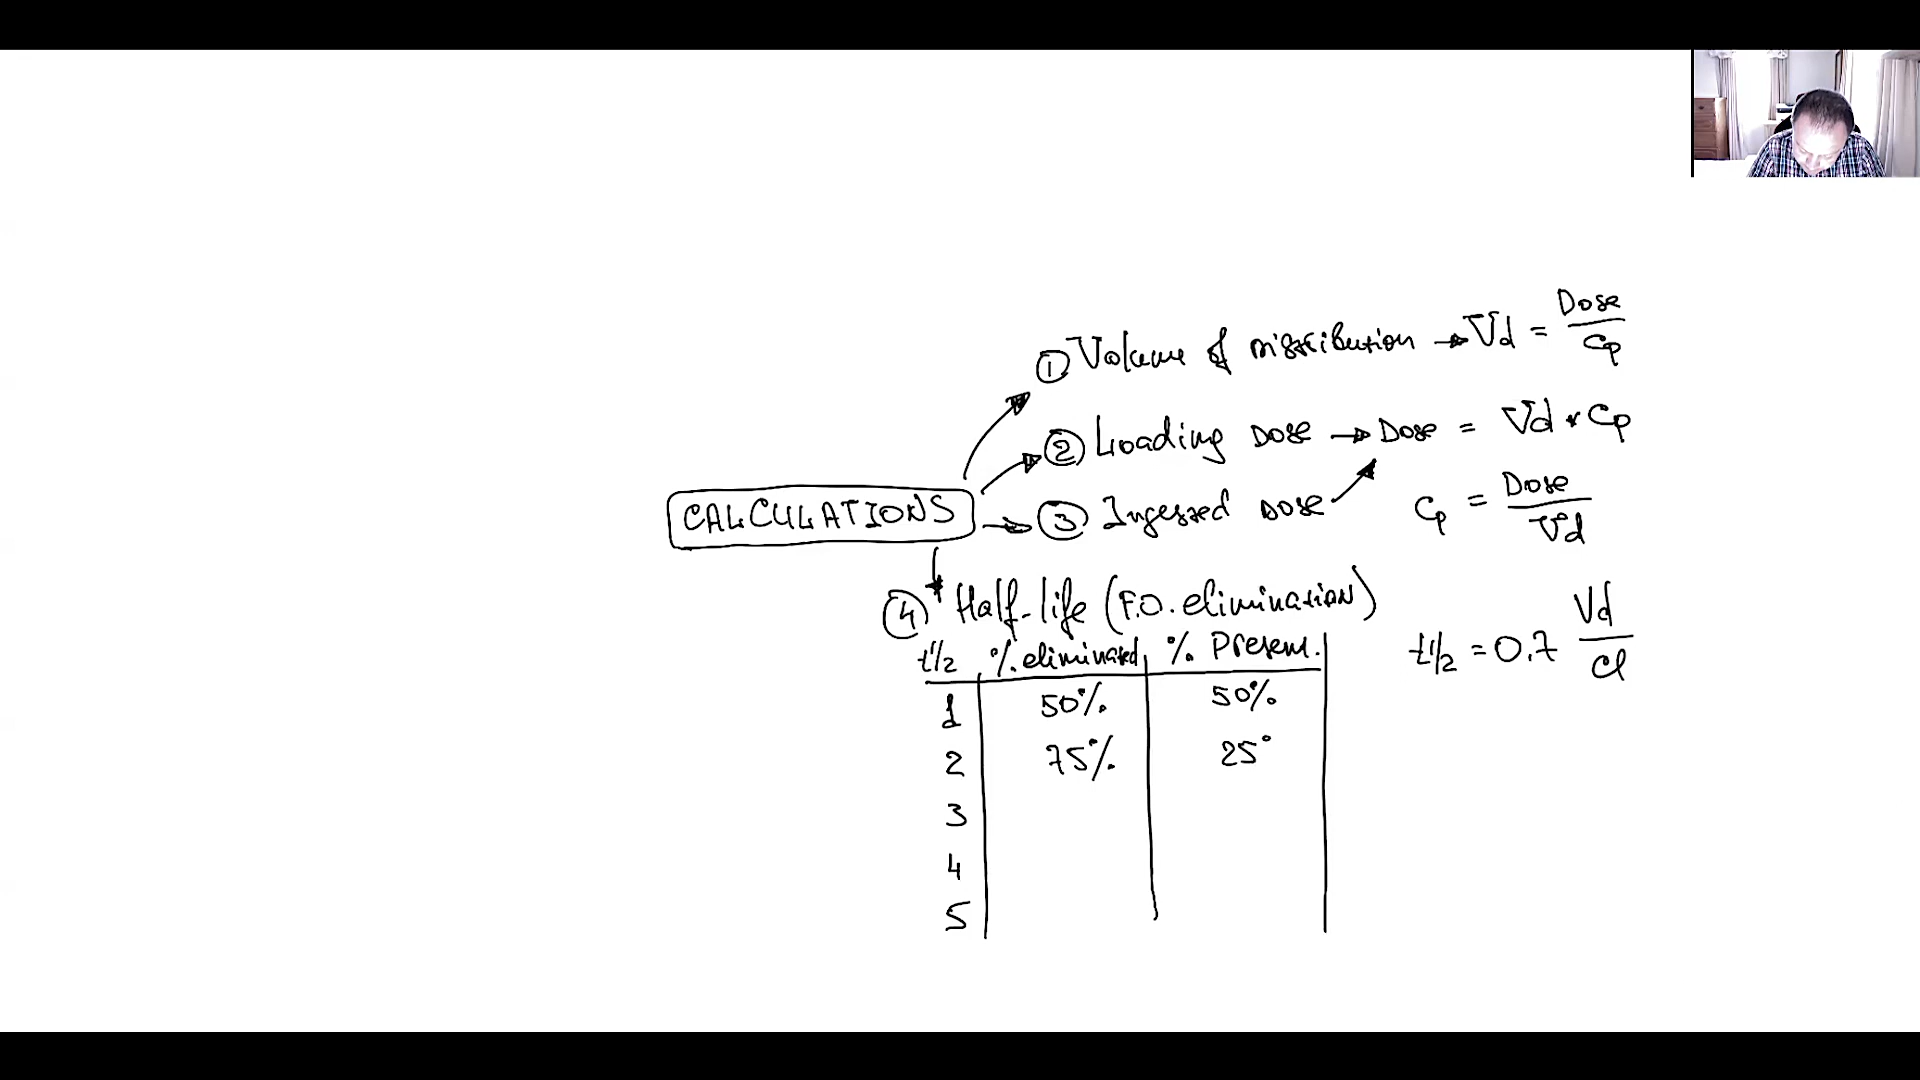 ① Volume of Distribution → Vd = Dose / Cp
② Loading Dose → Dose = Vd * Cp
CALCULATIONS
③ Ingested Dose
Cp = Dose / Vd
④ Half-life (F.O. elimination)
t1/2 = 0.7 Vd / Cl
t1/2 % eliminated % Present.
1 50% 50%
2 75% 25°
3
4
5